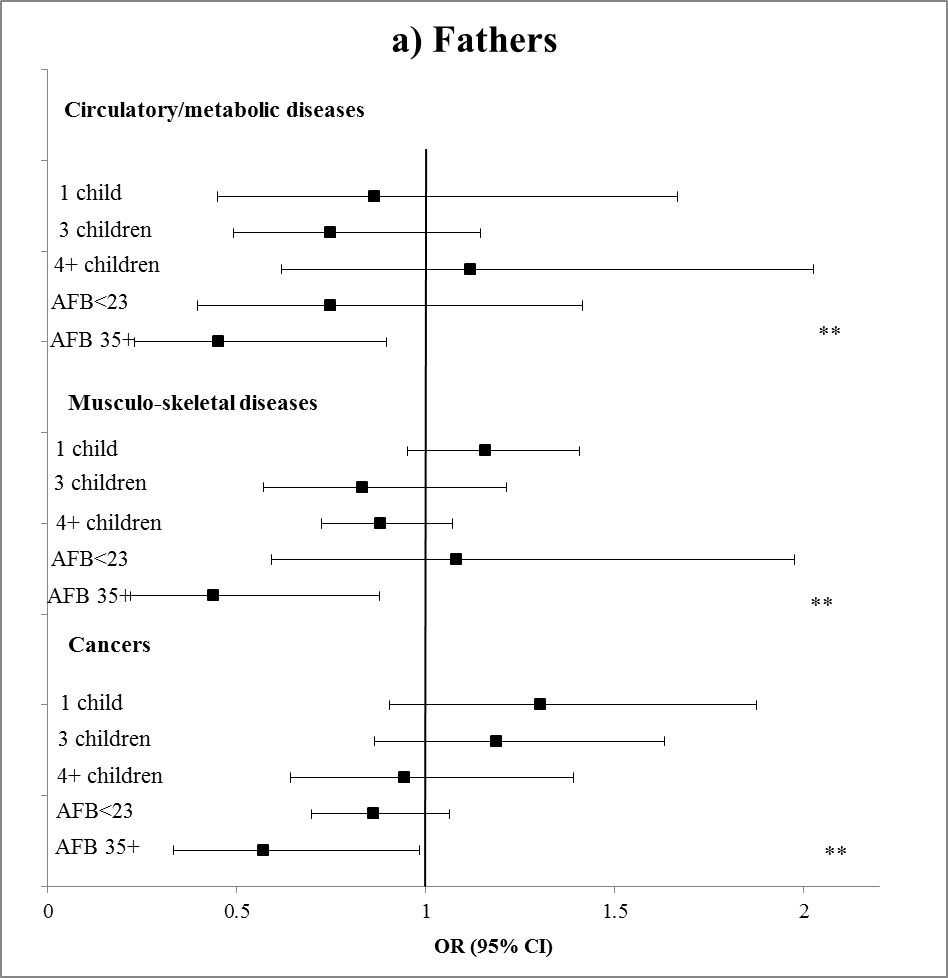 a) Fathers
Circulatory/metabolic diseases
1 child
3 children
4+ children
AFB<23
AFB 35+
**
Musculo-skeletal diseases
1 child
3 children
4+ children
AFB<23
AFB 35+
**
Cancers
1 child
3 children
4+ children
AFB<23
AFB 35+
**
0 0.5 1 1.5 2
OR (95% CI)